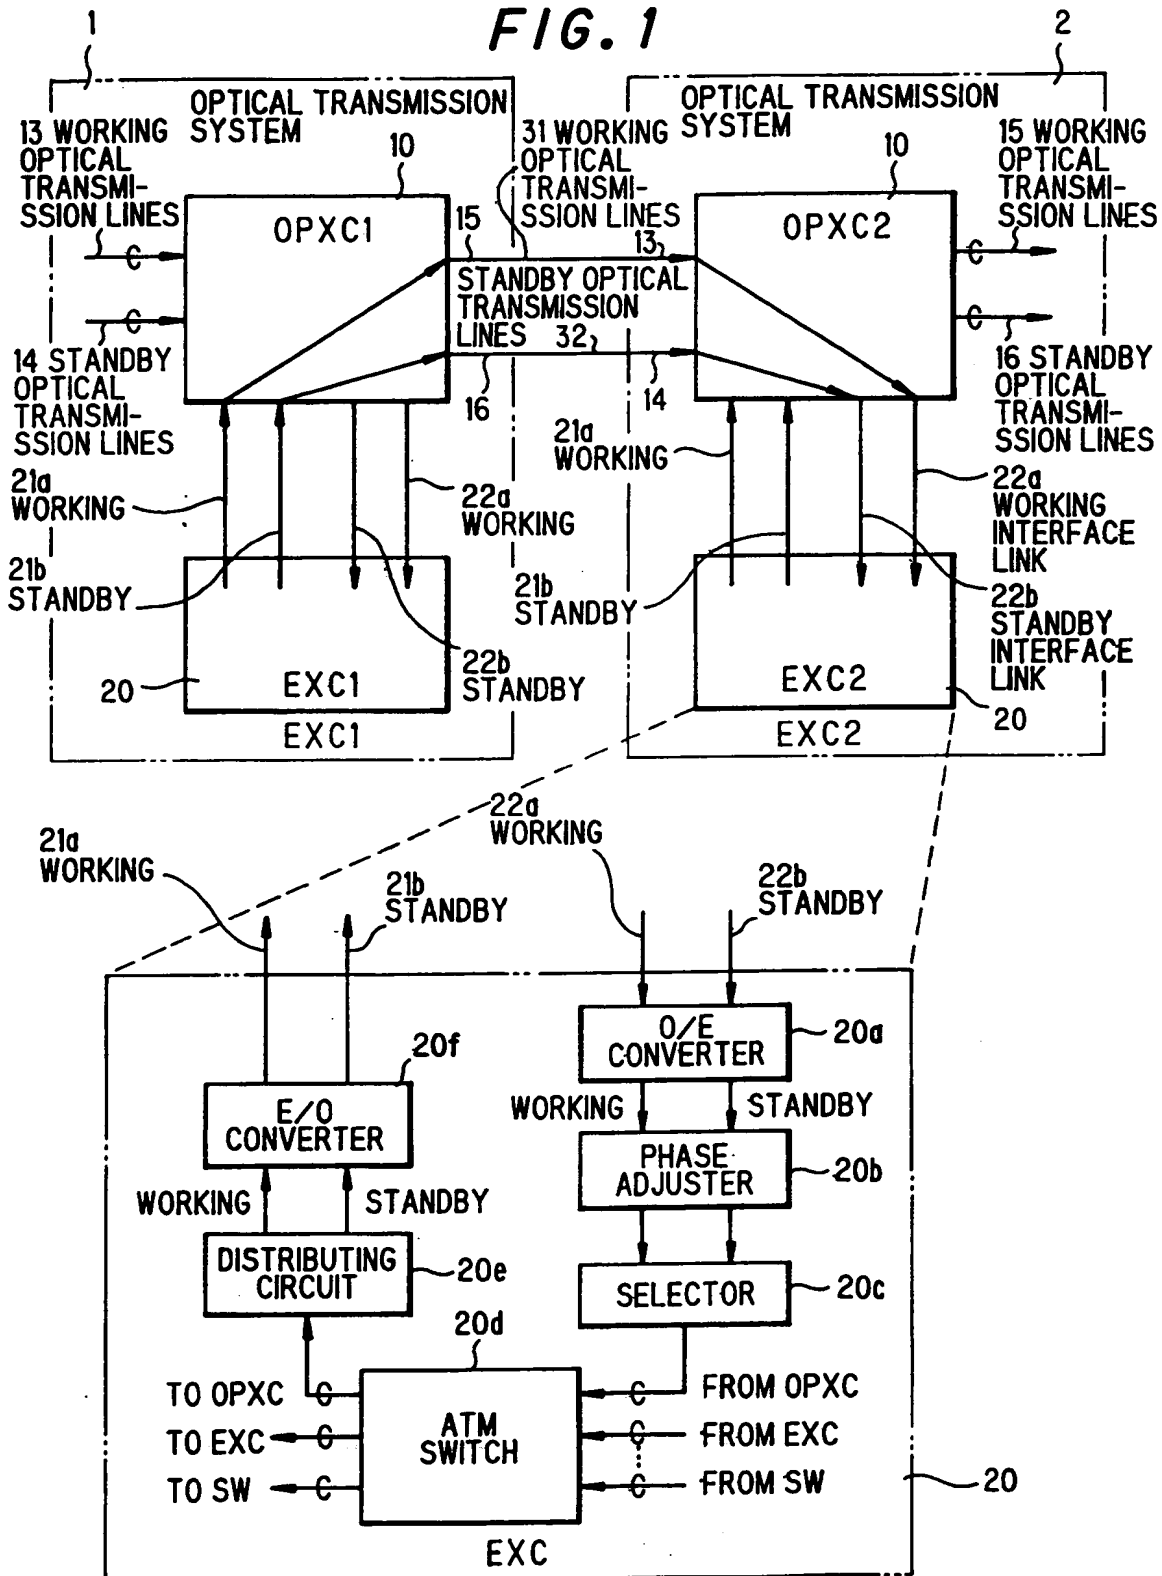 FIG. 1
1
2
OPTICAL TRANSMISSION
SYSTEM
OPTICAL TRANSMISSION
SYSTEM
13 WORKING
OPTICAL
TRANSMI-
SSION LINES
10
31 WORKING
OPTICAL
TRANSMI-
SSION LINES
10
15 WORKING
OPTICAL
TRANSMI-
SSION LINES
OPXC1
15
13
OPXC2
STANDBY OPTICAL
TRANSMISSION
LINES
32
16
14
14 STANDBY
OPTICAL
TRANSMI-
SSION LINES
16 STANDBY
OPTICAL
TRANSMI-
SSION LINES
21a
WORKING
22a
WORKING
21a
WORKING
22a
WORKING
INTERFACE
LINK
21b
STANDBY
22b
STANDBY
21b
STANDBY
22b
STANDBY
INTERFACE
LINK
20
EXC1
EXC1
EXC2
20
EXC2
21a
WORKING
21b
STANDBY
22a
WORKING
22b
STANDBY
O/E
CONVERTER
20a
20f
E/O
CONVERTER
WORKING
STANDBY
PHASE
ADJUSTER
20b
WORKING
STANDBY
DISTRIBUTING
CIRCUIT
20e
SELECTOR
20c
20d
ATM
SWITCH
TO OPXC
TO EXC
TO SW
FROM OPXC
FROM EXC
FROM SW
20
EXC